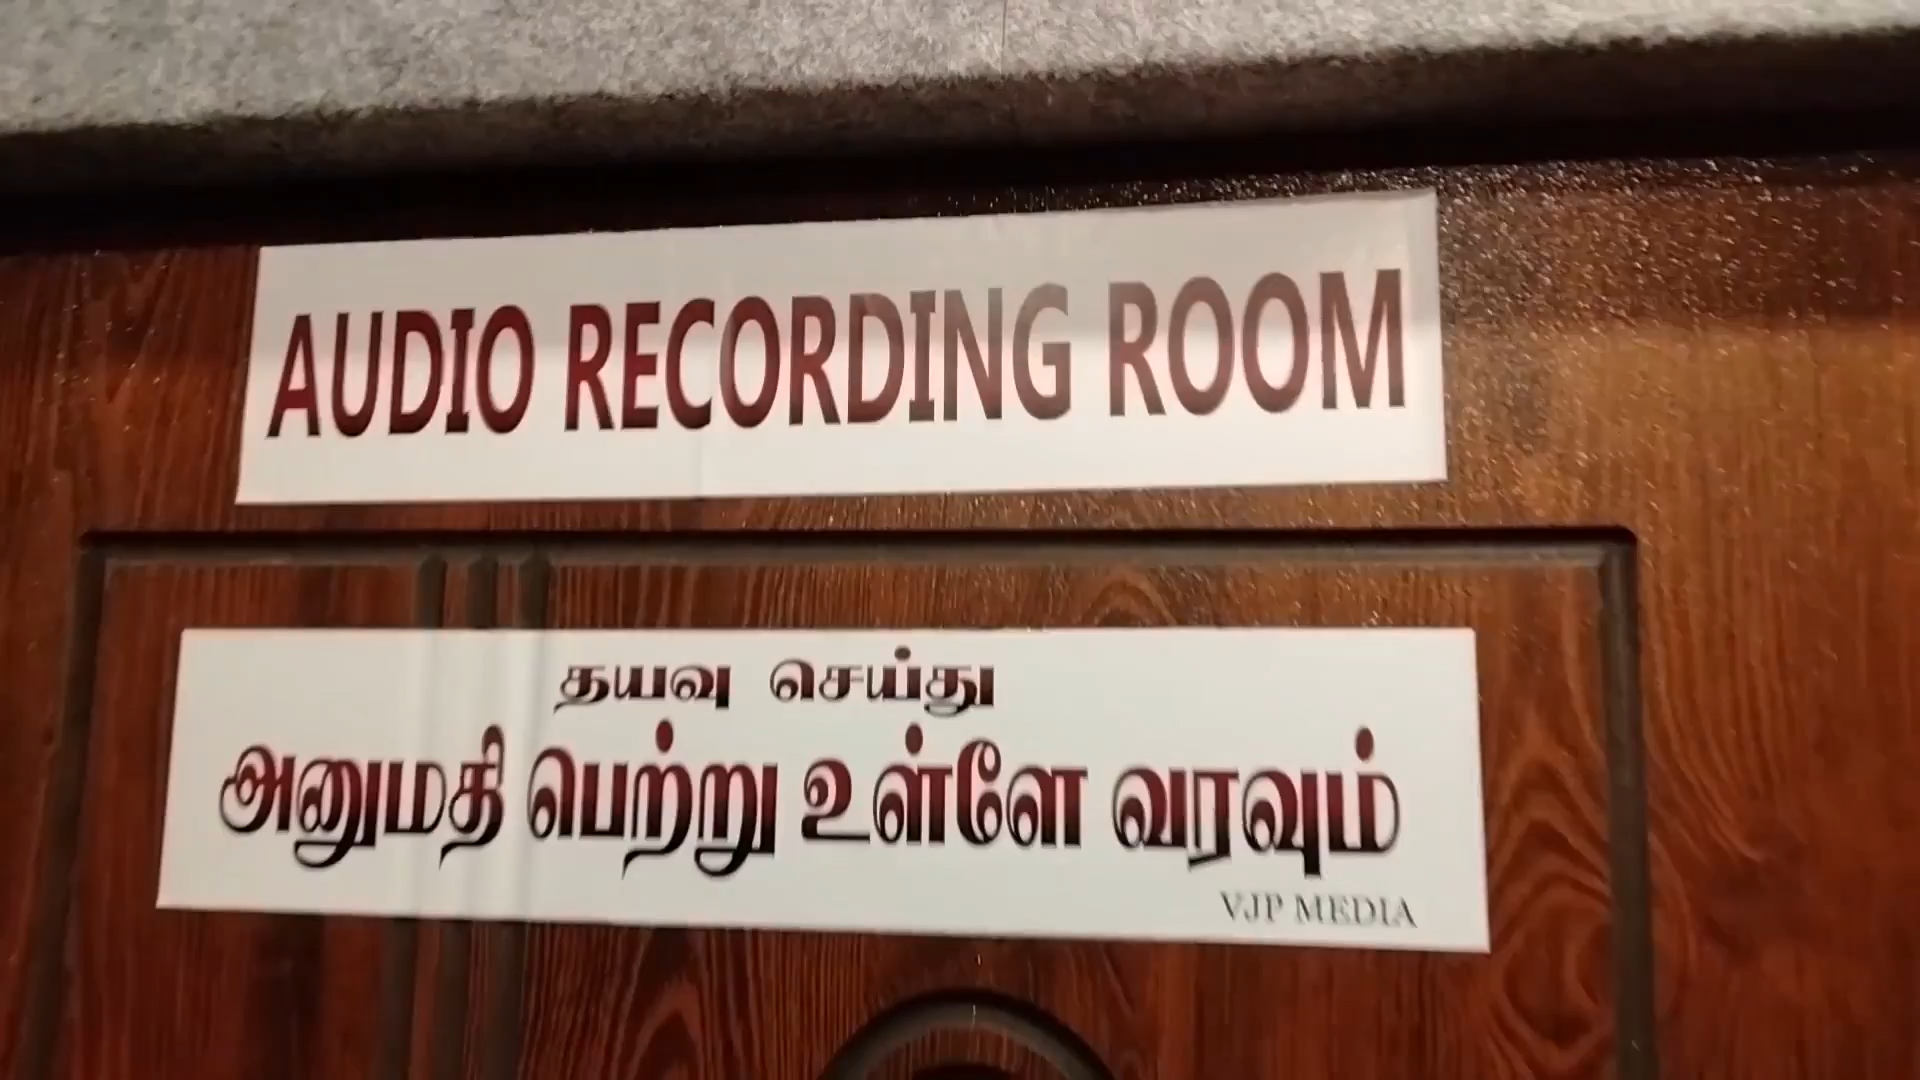 AUDIO RECORDING ROOM
தயவு செய்து
அனுமதி பெற்று உள்ளே வரவும்
VJP MEDIA